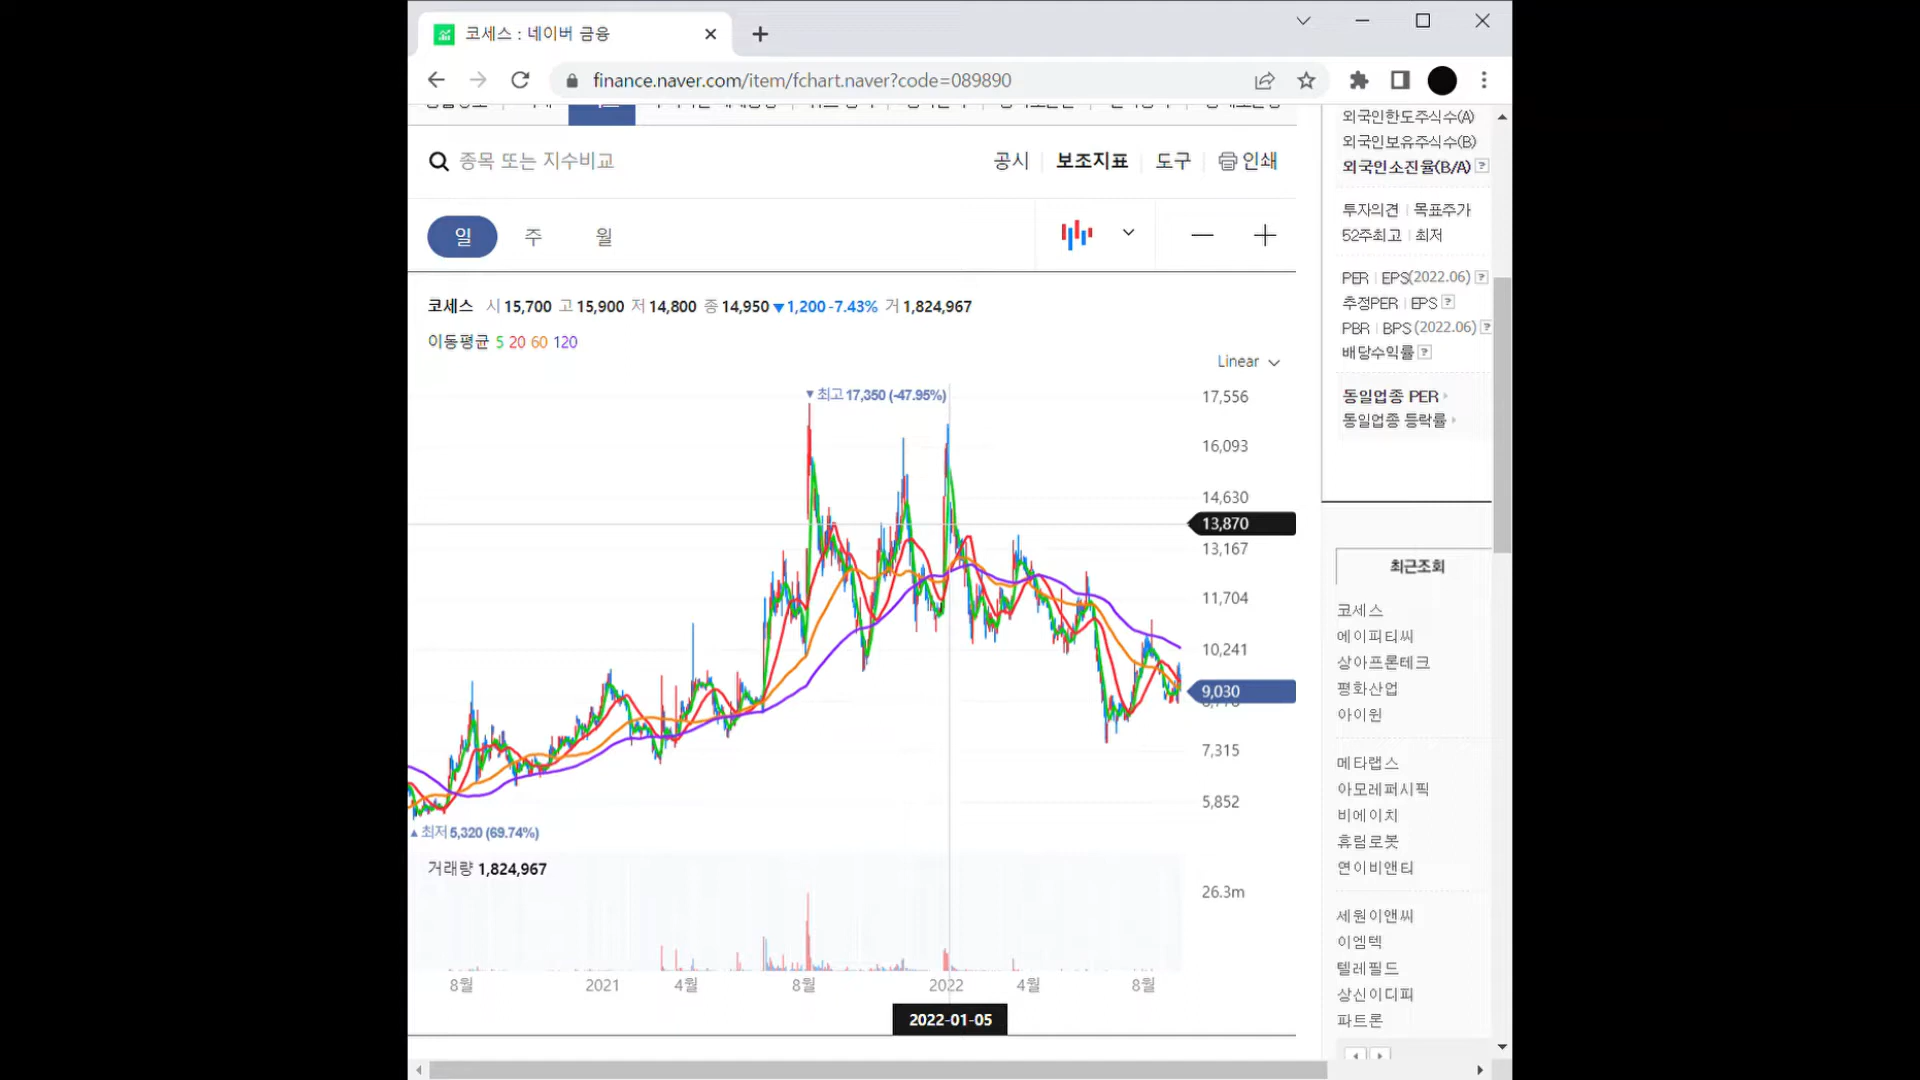 코세스 : 네이버 금융
finance.naver.com/item/fchart.naver?code=089890
종목 또는 지수비교
공시 보조지표 도구 인쇄
일 주 월
코세스 시 15,700 고 15,900 저 14,800 종 14,950 ▼1,200 -7.43% 거 1,824,967
이동평균 5 20 60 120
Linear
▼최고 17,350 (-47.95%)
17,556
16,093
14,630
13,870
13,167
11,704
10,241
9,030
7,315
5,852
▲최저 5,320 (69.74%)
거래량 1,824,967
26.3m
8월 2021 4월 8월 2022 4월 8월
2022-01-05
외국인한도주식수(A)
외국인보유주식수(B)
외국인소진율(B/A) ?
투자의견 | 목표주가
52주최고 | 최저
PER | EPS(2022.06) ?
추정PER | EPS ?
PBR | BPS (2022.06) ?
배당수익률 ?
동일업종 PER
동일업종 등락률
최근조회
코세스
에이피티씨
상아프론테크
평화산업
아이윈
메타랩스
아모레퍼시픽
비에이치
휴림로봇
연이비앤티
세원이앤씨
이엠텍
텔레필드
상신이디피
파트론